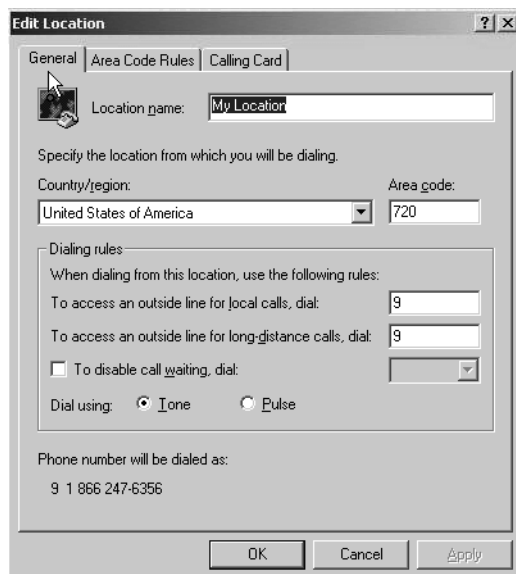 Edit Location
? ×
General Area Code Rules Calling Card
Location name: My Location
Specify the location from which you will be dialing.
Country/region: Area code:
United States of America 720
Dialing rules
When dialing from this location, use the following rules:
To access an outside line for local calls, dial: 9
To access an outside line for long-distance calls, dial: 9
To disable call waiting, dial:
Dial using: Tone Pulse
Phone number will be dialed as:
9 1 866 247-6356
OK Cancel Apply